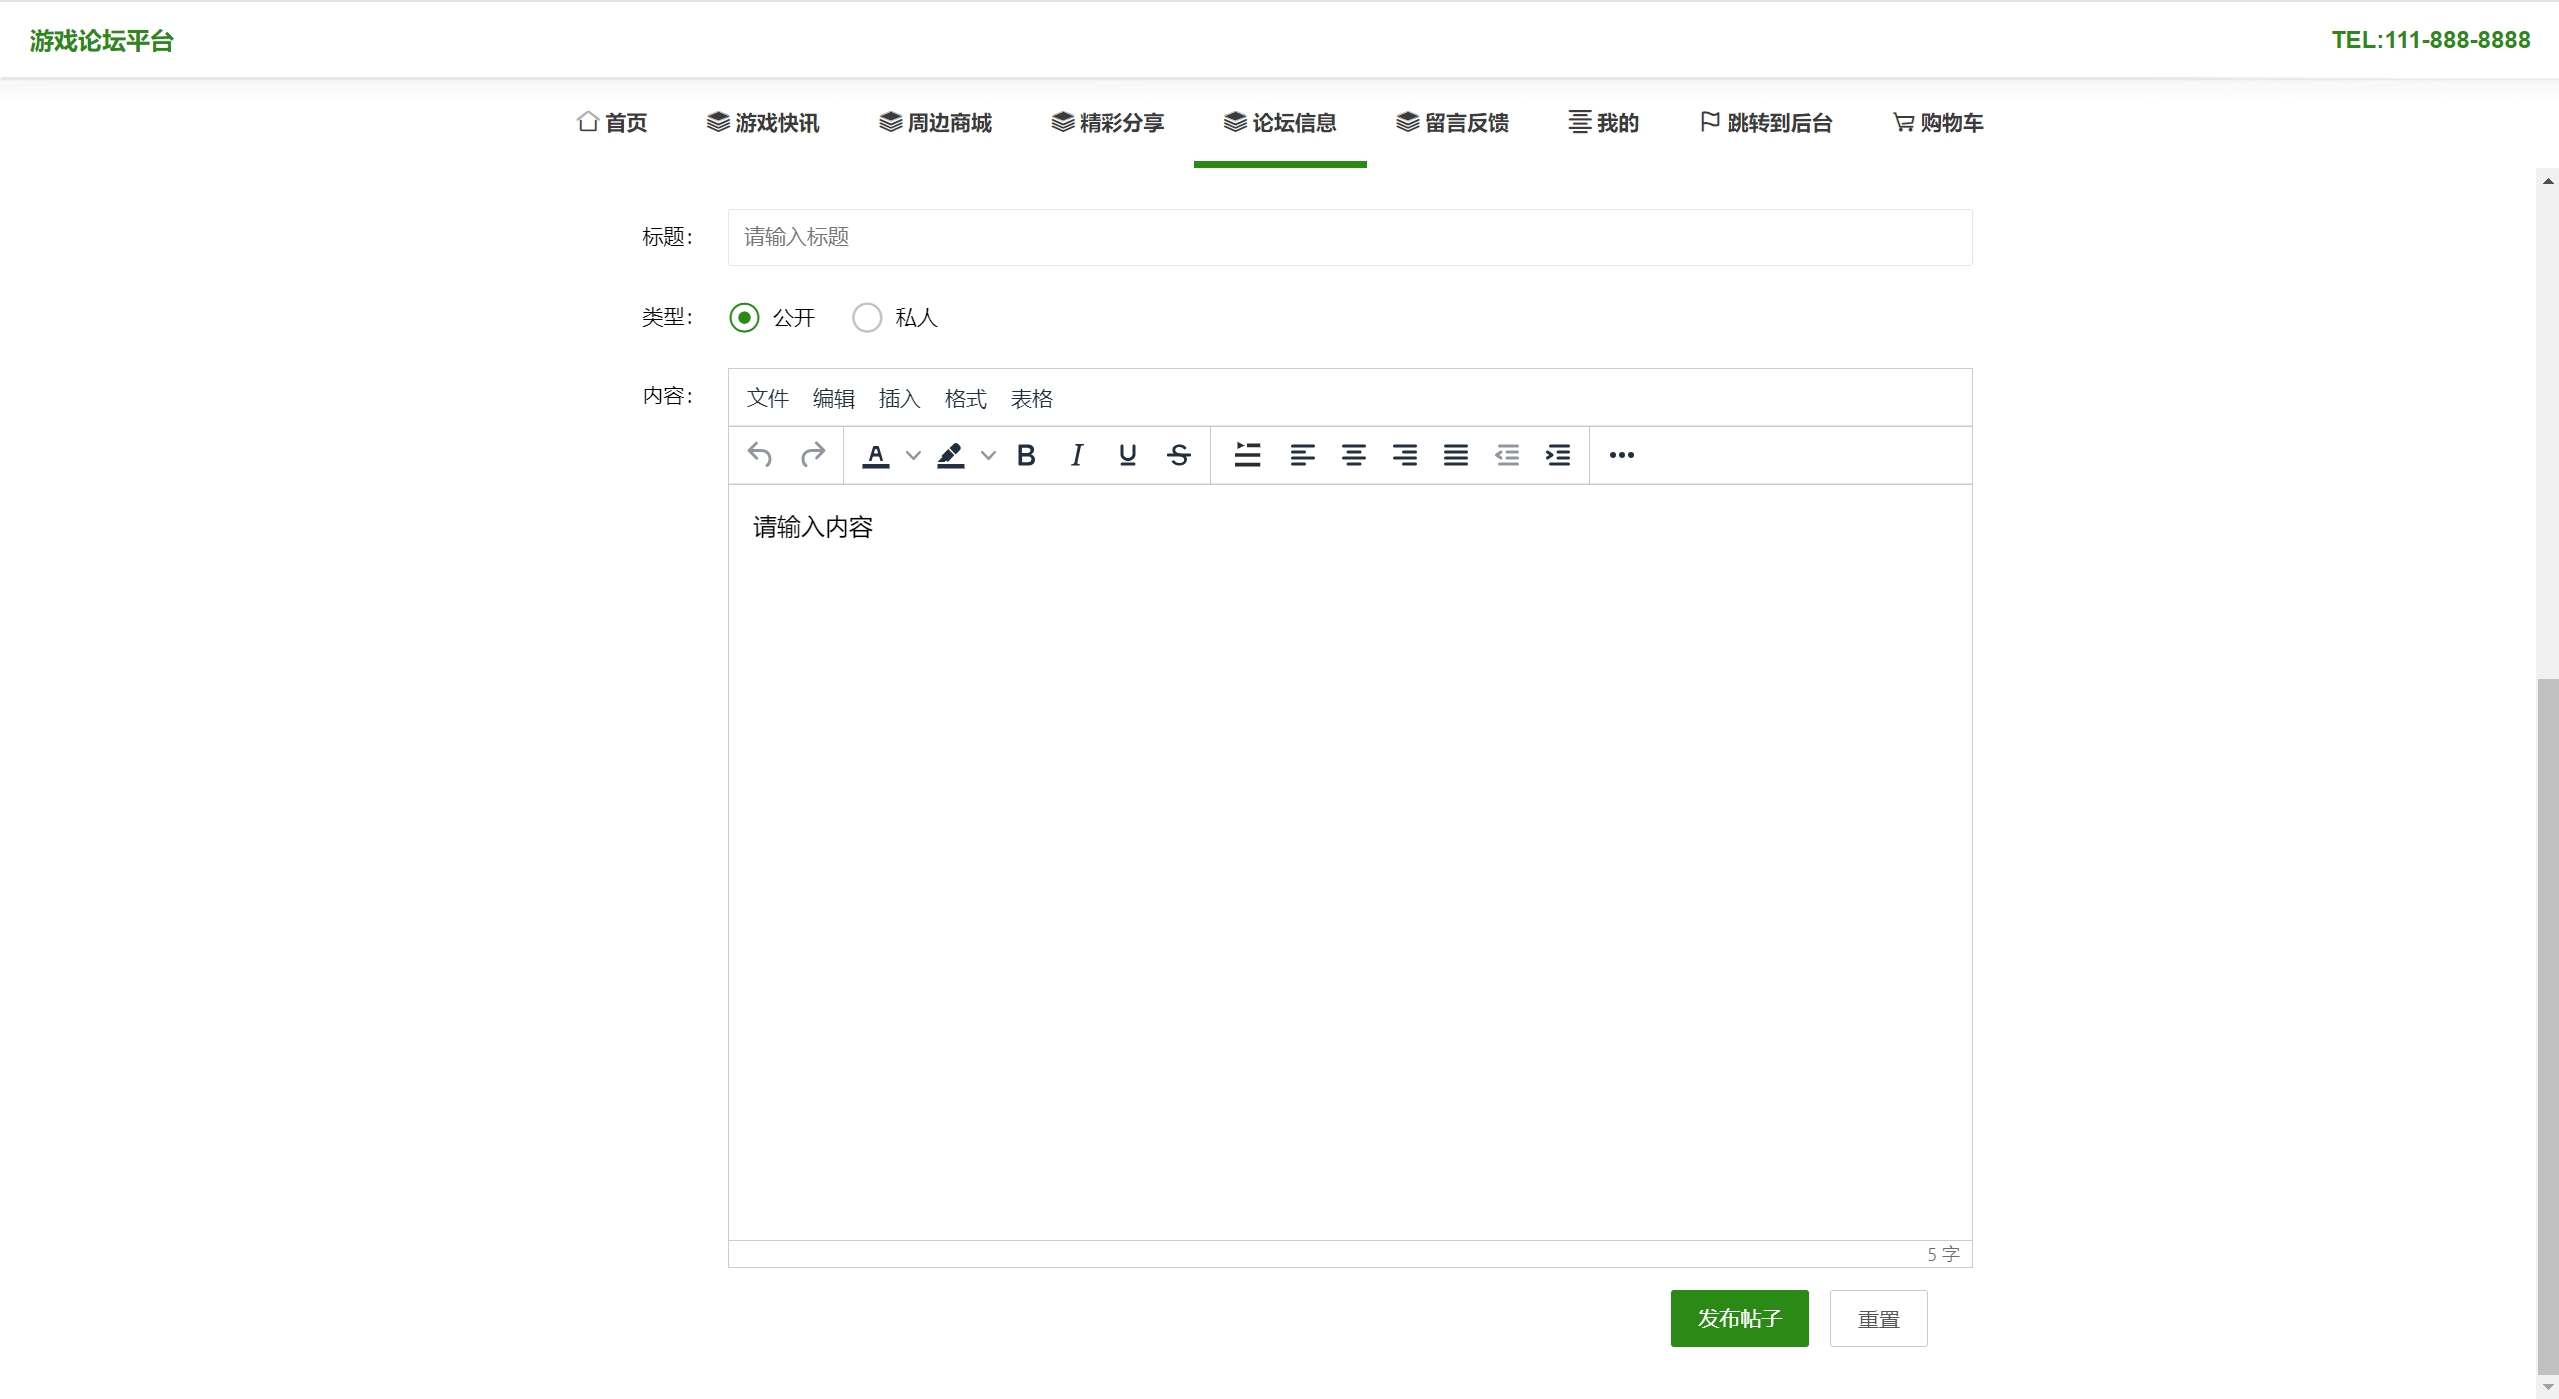 游戏论坛平台
TEL:111-888-8888
首页 游戏快讯 周边商城 精彩分享 论坛信息 留言反馈 我的 跳转到后台 购物车
标题: 请输入标题
类型: 公开 私人
内容: 文件 编辑 插入 格式 表格
请输入内容
5 字
发布帖子 重置